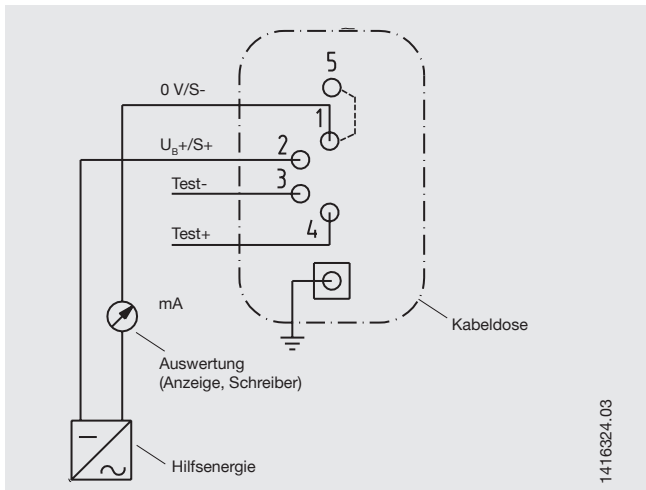 5
0 V/S-
1
U_B+/S+
2
Test-
3
Test+
4
mA
Kabeldose
Auswertung
(Anzeige, Schreiber)
Hilfsenergie
1416324.03